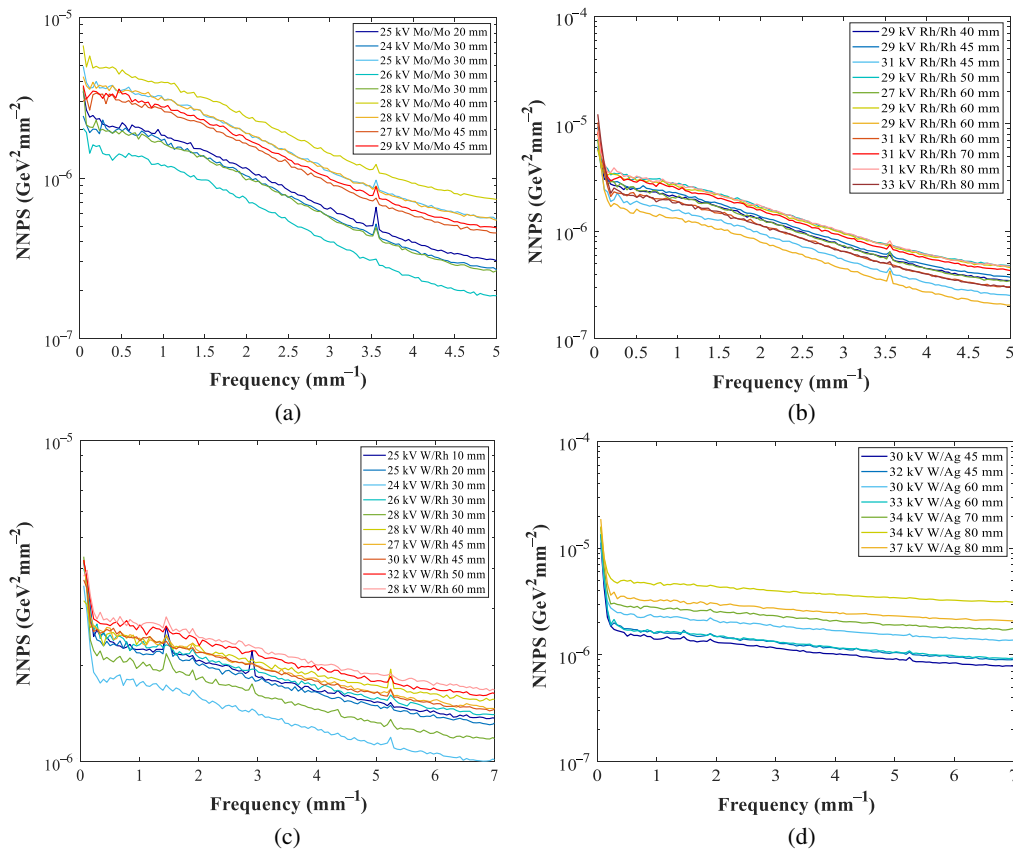 10⁻⁵
10⁻⁶
10⁻⁷
NNPS (GeV²mm⁻²)
25 kV Mo/Mo 20 mm
24 kV Mo/Mo 30 mm
25 kV Mo/Mo 30 mm
26 kV Mo/Mo 30 mm
28 kV Mo/Mo 30 mm
28 kV Mo/Mo 40 mm
28 kV Mo/Mo 40 mm
27 kV Mo/Mo 45 mm
29 kV Mo/Mo 45 mm
0 0.5 1 1.5 2 2.5 3 3.5 4 4.5 5
Frequency (mm⁻¹)
(a)
10⁻⁴
10⁻⁵
10⁻⁶
10⁻⁷
NNPS (GeV²mm⁻²)
29 kV Rh/Rh 40 mm
29 kV Rh/Rh 45 mm
31 kV Rh/Rh 45 mm
29 kV Rh/Rh 50 mm
27 kV Rh/Rh 60 mm
29 kV Rh/Rh 60 mm
29 kV Rh/Rh 60 mm
31 kV Rh/Rh 60 mm
31 kV Rh/Rh 70 mm
31 kV Rh/Rh 80 mm
33 kV Rh/Rh 80 mm
0 0.5 1 1.5 2 2.5 3 3.5 4 4.5 5
Frequency (mm⁻¹)
(b)
10⁻⁵
10⁻⁶
NNPS (GeV²mm⁻²)
25 kV W/Rh 10 mm
25 kV W/Rh 20 mm
24 kV W/Rh 30 mm
26 kV W/Rh 30 mm
28 kV W/Rh 30 mm
28 kV W/Rh 40 mm
27 kV W/Rh 45 mm
30 kV W/Rh 45 mm
32 kV W/Rh 50 mm
28 kV W/Rh 60 mm
0 1 2 3 4 5 6 7
Frequency (mm⁻¹)
(c)
10⁻⁴
10⁻⁵
10⁻⁶
10⁻⁷
NNPS (GeV²mm⁻²)
30 kV W/Ag 45 mm
32 kV W/Ag 45 mm
30 kV W/Ag 60 mm
33 kV W/Ag 60 mm
34 kV W/Ag 70 mm
34 kV W/Ag 80 mm
37 kV W/Ag 80 mm
0 1 2 3 4 5 6 7
Frequency (mm⁻¹)
(d)